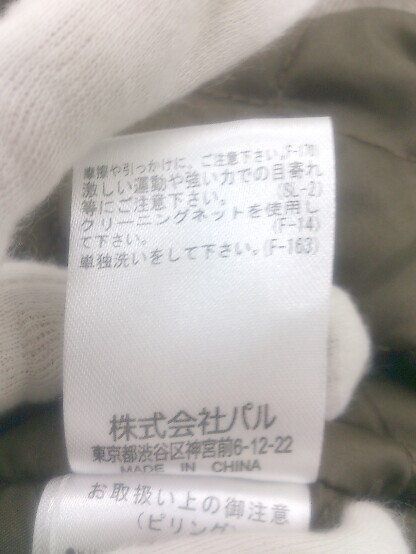 摩擦や引っかけに、ご注意下さい。(F-170)
激しい運動や強い力での目寄れ
等にご注意下さい。(SL-2)
クリーニングネットを使用し
て下さい。(F-14)
単独洗いをして下さい。(F-163)
株式会社パル
東京都渋谷区神宮前6-12-22
MADE IN CHINA
お取扱い上の御注意
(ピリング)